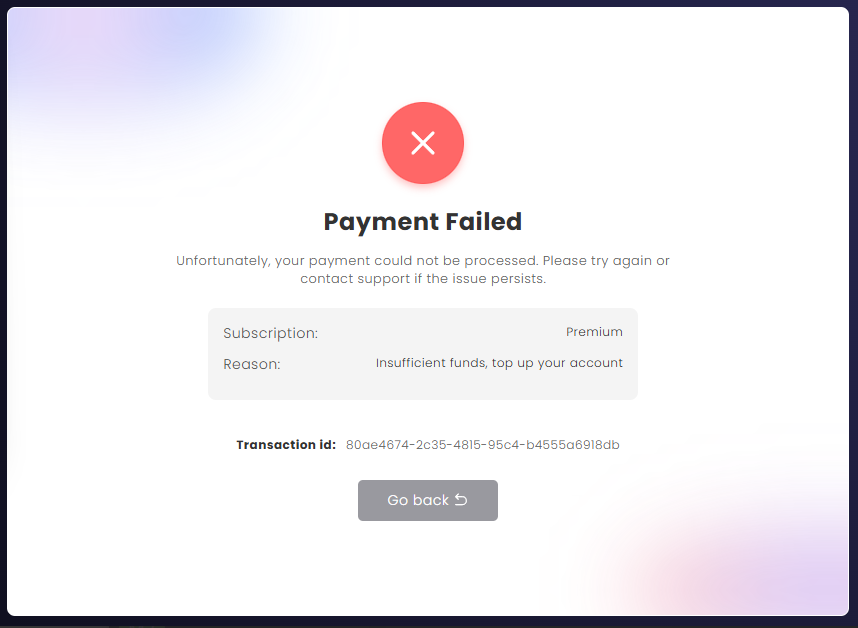 Payment Failed
Unfortunately, your payment could not be processed. Please try again or
contact support if the issue persists.
Subscription: Premium
Reason: Insufficient funds, top up your account
Transaction id: 80ae4674-2c35-4815-95c4-b4555a6918db
Go back